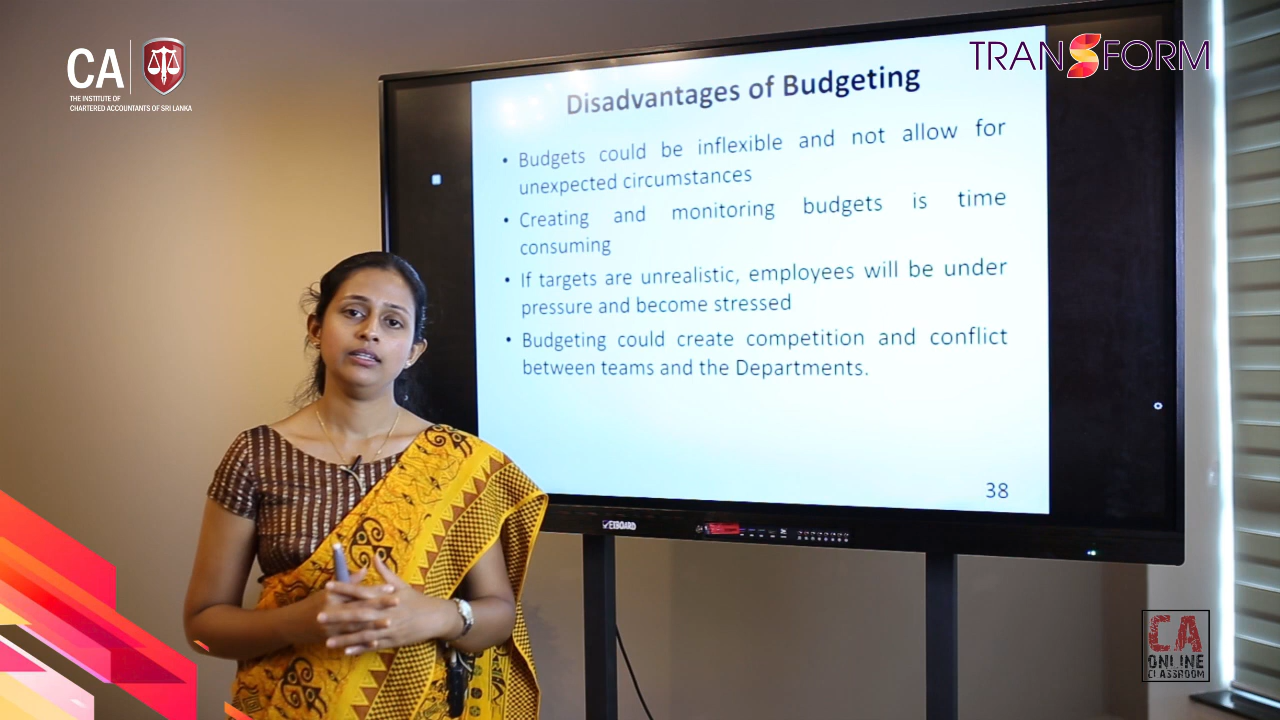 CA
THE INSTITUTE OF
CHARTERED ACCOUNTANTS OF SRI LANKA
TRANSFORM
Disadvantages of Budgeting
• Budgets could be inflexible and not allow for
unexpected circumstances
• Creating and monitoring budgets is time
consuming
• If targets are unrealistic, employees will be under
pressure and become stressed
• Budgeting could create competition and conflict
between teams and the Departments.
38
EXBOARD
CA
ONLINE
CLASSROOM